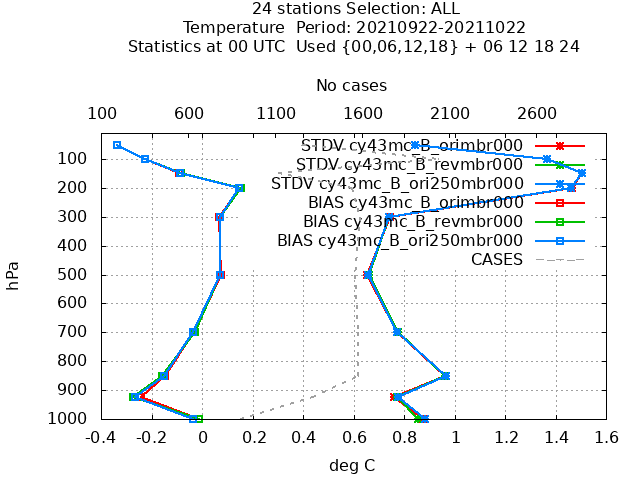 24 stations Selection: ALL
Temperature  Period: 20210922-20211022
Statistics at 00 UTC  Used {00,06,12,18} + 06 12 18 24
No cases
100 600 1100 1600 2100 2600
STDV cy43mc_B_orimbr000
100
STDV cy43mc_B_revmbr000
STDV cy43mc_B_ori250mbr000
200
BIAS cy43mc_B_orimbr000
300
BIAS cy43mc_B_revmbr000
BIAS cy43mc_B_ori250mbr000
400
CASES
hPa
500
600
700
800
900
1000
-0.4 -0.2 0 0.2 0.4 0.6 0.8 1 1.2 1.4 1.6
deg C